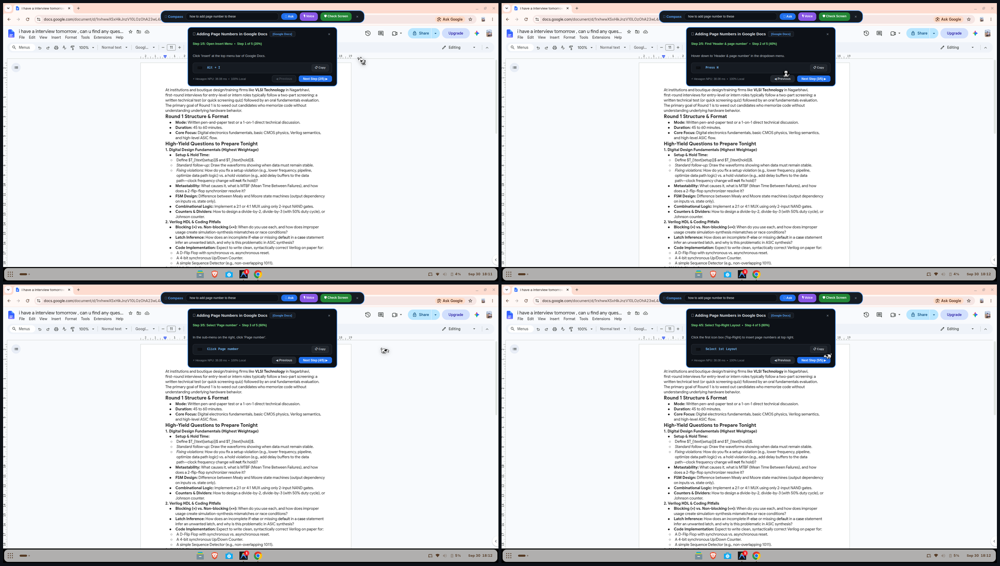 i have a interview tomorrow
docs.google.com/document/d/1rxhwwXSxHikJnzV10LOzOhA23wL4
Compass
how to add page number to these
Ask
Voice
Check Screen
Ask Google
i have a interview tomorrow , can u find any ques...
File Edit View Insert Format Tools Extensions Help
Share
Upgrade
Menus
100%
Normal text
Googl...
11
Editing
Adding Page Numbers in Google Docs [Google Docs]
Step 1/5: Open Insert Menu • Step 1 of 5 (20%)
Click 'Insert' at the top menu bar of Google Docs.
Alt + I
Copy
Hexagon NPU: 38.08 ms • 100% Local
◀ Previous
Next Step (2/5) ▶
2 1 1 2 18 19
At institutions and boutique design/training firms like VLSI Technology in Nagarbhavi,
first-round interviews for entry-level or intern roles typically follow a two-part screening: a
written technical test (or quick screening quiz) followed by an oral fundamentals evaluation.
The primary goal of Round 1 is to weed out candidates who memorize code without
understanding underlying hardware behavior.
Round 1 Structure & Format
● Mode: Written pen-and-paper test or a 1-on-1 direct technical discussion.
● Duration: 45 to 60 minutes.
● Core Focus: Digital electronics fundamentals, basic CMOS physics, Verilog semantics,
and high-level ASIC flow.
High-Yield Questions to Prepare Tonight
1. Digital Design Fundamentals (Highest Weightage)
● Setup & Hold Time:
○ Define $T_{\text{setup}}$ and $T_{\text{hold}}$.
○ Standard follow-up: Draw the waveforms showing when data must remain stable.
○ Fixing violations: How do you fix a setup violation (e.g., lower frequency, pipeline,
optimize data path logic) vs. a hold violation (e.g., add delay buffers to the data
path—clock frequency change will not fix hold)?
● Metastability: What causes it, what is MTBF (Mean Time Between Failures), and how
does a 2-flip-flop synchronizer resolve it?
● FSM Design: Difference between Mealy and Moore state machines (output dependency
on inputs vs. state only).
● Combinational Logic: Implement a 2:1 or 4:1 MUX using only 2-input NAND gates.
● Counters & Dividers: How to design a divide-by-2, divide-by-3 (with 50% duty cycle), or
Johnson counter.
2. Verilog HDL & Coding Pitfalls
● Blocking (=) vs. Non-blocking (<=): When do you use each, and how does improper
usage create simulation-synthesis mismatches or race conditions?
● Latch Inference: How does an incomplete if-else or missing default in a case statement
infer an unwanted latch, and why is this problematic in ASIC synthesis?
● Code Implementation: Expect to write clean, syntactically correct Verilog on paper for:
○ A D-Flip Flop with synchronous vs. asynchronous reset.
○ A 4-bit synchronous Up/Down Counter.
○ A simple Sequence Detector (e.g., non-overlapping 1011).
1
4%
Sep 30 18:11
i have a interview tomorrow
docs.google.com/document/d/1rxhwwXSxHikJnzV10LOzOhA23wL4
Compass
how to add page number to these
Ask
Voice
Check Screen
Ask Google
i have a interview tomorrow , can u find any ques...
File Edit View Insert Format Tools Extensions Help
Share
Upgrade
Menus
100%
Normal text
Googl...
11
Editing
Adding Page Numbers in Google Docs [Google Docs]
Step 2/5: Find 'Header & page number' • Step 2 of 5 (40%)
Hover down to 'Header & page number' in the dropdown menu.
Press H
Copy
Hexagon NPU: 38.08 ms • 100% Local
◀ Previous
Next Step (3/5) ▶
2 1 1 2 18 19
At institutions and boutique design/training firms like VLSI Technology in Nagarbhavi,
first-round interviews for entry-level or intern roles typically follow a two-part screening: a
written technical test (or quick screening quiz) followed by an oral fundamentals evaluation.
The primary goal of Round 1 is to weed out candidates who memorize code without
understanding underlying hardware behavior.
Round 1 Structure & Format
● Mode: Written pen-and-paper test or a 1-on-1 direct technical discussion.
● Duration: 45 to 60 minutes.
● Core Focus: Digital electronics fundamentals, basic CMOS physics, Verilog semantics,
and high-level ASIC flow.
High-Yield Questions to Prepare Tonight
1. Digital Design Fundamentals (Highest Weightage)
● Setup & Hold Time:
○ Define $T_{\text{setup}}$ and $T_{\text{hold}}$.
○ Standard follow-up: Draw the waveforms showing when data must remain stable.
○ Fixing violations: How do you fix a setup violation (e.g., lower frequency, pipeline,
optimize data path logic) vs. a hold violation (e.g., add delay buffers to the data
path—clock frequency change will not fix hold)?
● Metastability: What causes it, what is MTBF (Mean Time Between Failures), and how
does a 2-flip-flop synchronizer resolve it?
● FSM Design: Difference between Mealy and Moore state machines (output dependency
on inputs vs. state only).
● Combinational Logic: Implement a 2:1 or 4:1 MUX using only 2-input NAND gates.
● Counters & Dividers: How to design a divide-by-2, divide-by-3 (with 50% duty cycle), or
Johnson counter.
2. Verilog HDL & Coding Pitfalls
● Blocking (=) vs. Non-blocking (<=): When do you use each, and how does improper
usage create simulation-synthesis mismatches or race conditions?
● Latch Inference: How does an incomplete if-else or missing default in a case statement
infer an unwanted latch, and why is this problematic in ASIC synthesis?
● Code Implementation: Expect to write clean, syntactically correct Verilog on paper for:
○ A D-Flip Flop with synchronous vs. asynchronous reset.
○ A 4-bit synchronous Up/Down Counter.
○ A simple Sequence Detector (e.g., non-overlapping 1011).
1
4%
Sep 30 18:12
i have a interview tomorrow
docs.google.com/document/d/1rxhwwXSxHikJnzV10LOzOhA23wL4
Compass
how to add page number to these
Ask
Voice
Check Screen
Ask Google
i have a interview tomorrow , can u find any ques...
File Edit View Insert Format Tools Extensions Help
Share
Upgrade
Menus
100%
Normal text
Googl...
11
Editing
Adding Page Numbers in Google Docs [Google Docs]
Step 3/5: Select 'Page number' • Step 3 of 5 (60%)
In the sub-menu on the right, click 'Page number'.
Click Page number
Copy
Hexagon NPU: 38.08 ms • 100% Local
◀ Previous
Next Step (4/5) ▶
2 1 1 2 18 19
At institutions and boutique design/training firms like VLSI Technology in Nagarbhavi,
first-round interviews for entry-level or intern roles typically follow a two-part screening: a
written technical test (or quick screening quiz) followed by an oral fundamentals evaluation.
The primary goal of Round 1 is to weed out candidates who memorize code without
understanding underlying hardware behavior.
Round 1 Structure & Format
● Mode: Written pen-and-paper test or a 1-on-1 direct technical discussion.
● Duration: 45 to 60 minutes.
● Core Focus: Digital electronics fundamentals, basic CMOS physics, Verilog semantics,
and high-level ASIC flow.
High-Yield Questions to Prepare Tonight
1. Digital Design Fundamentals (Highest Weightage)
● Setup & Hold Time:
○ Define $T_{\text{setup}}$ and $T_{\text{hold}}$.
○ Standard follow-up: Draw the waveforms showing when data must remain stable.
○ Fixing violations: How do you fix a setup violation (e.g., lower frequency, pipeline,
optimize data path logic) vs. a hold violation (e.g., add delay buffers to the data
path—clock frequency change will not fix hold)?
● Metastability: What causes it, what is MTBF (Mean Time Between Failures), and how
does a 2-flip-flop synchronizer resolve it?
● FSM Design: Difference between Mealy and Moore state machines (output dependency
on inputs vs. state only).
● Combinational Logic: Implement a 2:1 or 4:1 MUX using only 2-input NAND gates.
● Counters & Dividers: How to design a divide-by-2, divide-by-3 (with 50% duty cycle), or
Johnson counter.
2. Verilog HDL & Coding Pitfalls
● Blocking (=) vs. Non-blocking (<=): When do you use each, and how does improper
usage create simulation-synthesis mismatches or race conditions?
● Latch Inference: How does an incomplete if-else or missing default in a case statement
infer an unwanted latch, and why is this problematic in ASIC synthesis?
● Code Implementation: Expect to write clean, syntactically correct Verilog on paper for:
○ A D-Flip Flop with synchronous vs. asynchronous reset.
○ A 4-bit synchronous Up/Down Counter.
○ A simple Sequence Detector (e.g., non-overlapping 1011).
1
5%
Sep 30 18:12
i have a interview tomorrow
docs.google.com/document/d/1rxhwwXSxHikJnzV10LOzOhA23wL4
Compass
how to add page number to these
Ask
Voice
Check Screen
Ask Google
i have a interview tomorrow , can u find any ques...
File Edit View Insert Format Tools Extensions Help
Share
Upgrade
Menus
100%
Normal text
Googl...
11
Editing
Adding Page Numbers in Google Docs [Google Docs]
Step 4/5: Select Top-Right Layout • Step 4 of 5 (80%)
Click the first icon box (Top-Right) to insert page numbers at top right.
Select 1st Layout
Copy
Hexagon NPU: 38.08 ms • 100% Local
◀ Previous
Next Step (5/5) ▶
2 1 1 2 18 19
At institutions and boutique design/training firms like VLSI Technology in Nagarbhavi,
first-round interviews for entry-level or intern roles typically follow a two-part screening: a
written technical test (or quick screening quiz) followed by an oral fundamentals evaluation.
The primary goal of Round 1 is to weed out candidates who memorize code without
understanding underlying hardware behavior.
Round 1 Structure & Format
● Mode: Written pen-and-paper test or a 1-on-1 direct technical discussion.
● Duration: 45 to 60 minutes.
● Core Focus: Digital electronics fundamentals, basic CMOS physics, Verilog semantics,
and high-level ASIC flow.
High-Yield Questions to Prepare Tonight
1. Digital Design Fundamentals (Highest Weightage)
● Setup & Hold Time:
○ Define $T_{\text{setup}}$ and $T_{\text{hold}}$.
○ Standard follow-up: Draw the waveforms showing when data must remain stable.
○ Fixing violations: How do you fix a setup violation (e.g., lower frequency, pipeline,
optimize data path logic) vs. a hold violation (e.g., add delay buffers to the data
path—clock frequency change will not fix hold)?
● Metastability: What causes it, what is MTBF (Mean Time Between Failures), and how
does a 2-flip-flop synchronizer resolve it?
● FSM Design: Difference between Mealy and Moore state machines (output dependency
on inputs vs. state only).
● Combinational Logic: Implement a 2:1 or 4:1 MUX using only 2-input NAND gates.
● Counters & Dividers: How to design a divide-by-2, divide-by-3 (with 50% duty cycle), or
Johnson counter.
2. Verilog HDL & Coding Pitfalls
● Blocking (=) vs. Non-blocking (<=): When do you use each, and how does improper
usage create simulation-synthesis mismatches or race conditions?
● Latch Inference: How does an incomplete if-else or missing default in a case statement
infer an unwanted latch, and why is this problematic in ASIC synthesis?
● Code Implementation: Expect to write clean, syntactically correct Verilog on paper for:
○ A D-Flip Flop with synchronous vs. asynchronous reset.
○ A 4-bit synchronous Up/Down Counter.
○ A simple Sequence Detector (e.g., non-overlapping 1011).
1
5%
Sep 30 18:12